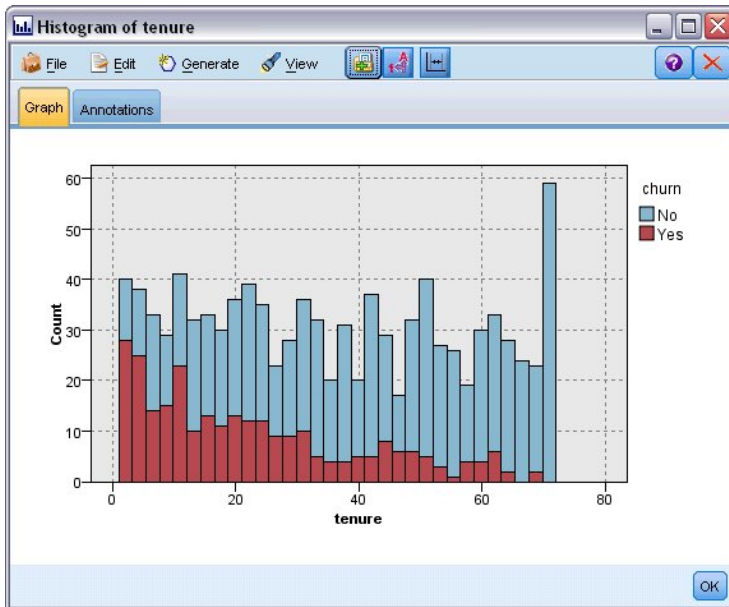 Histogram of tenure
File Edit Generate View
Graph Annotations
60
50
40
30
20
10
0
Count
0 20 40 60 80
tenure
churn
No
Yes
OK